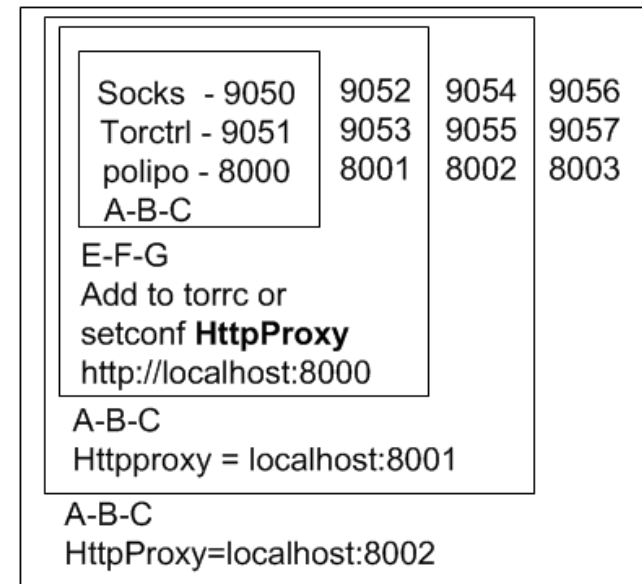 Socks - 9050 9052 9054 9056
Torctrl - 9051 9053 9055 9057
polipo - 8000 8001 8002 8003
A-B-C
E-F-G
Add to torrc or
setconf HttpProxy
http://localhost:8000
A-B-C
Httpproxy = localhost:8001
A-B-C
HttpProxy=localhost:8002